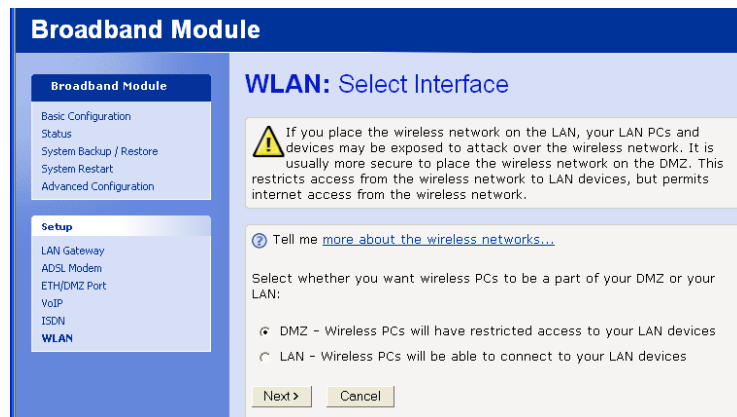 Broadband Module
Broadband Module
Basic Configuration
Status
System Backup / Restore
System Restart
Advanced Configuration
Setup
LAN Gateway
ADSL Modem
ETH/DMZ Port
VoIP
ISDN
WLAN
WLAN: Select Interface
If you place the wireless network on the LAN, your LAN PCs and
devices may be exposed to attack over the wireless network. It is
usually more secure to place the wireless network on the DMZ. This
restricts access from the wireless network to LAN devices, but permits
internet access from the wireless network.
Tell me more about the wireless networks...
Select whether you want wireless PCs to be a part of your DMZ or your
LAN:
DMZ - Wireless PCs will have restricted access to your LAN devices
LAN - Wireless PCs will be able to connect to your LAN devices
Next> Cancel